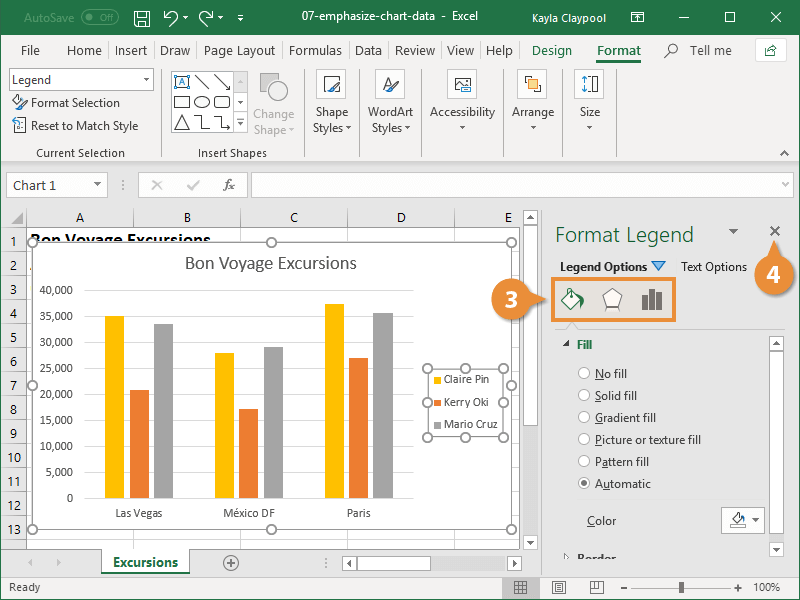 AutoSave Off 07-emphasize-chart-data - Excel Kayla Claypool
File Home Insert Draw Page Layout Formulas Data Review View Help Design Format Tell me
Legend
Format Selection
Reset to Match Style
Current Selection
Change
Shape
Insert Shapes
Shape
Styles
WordArt
Styles
Accessibility
Arrange
Size
Chart 1
fx
A B C D E
1 Bon Voyage Excursions
2
3
4
5
6
7
8
9
10
11
12
13
Bon Voyage Excursions
40,000
35,000
30,000
25,000
20,000
15,000
10,000
5,000
0
Las Vegas México DF Paris
Claire Pin
Kerry Oki
Mario Cruz
Format Legend
Legend Options Text Options
3
4
Fill
No fill
Solid fill
Gradient fill
Picture or texture fill
Pattern fill
Automatic
Color
Border
Excursions
Ready 100%